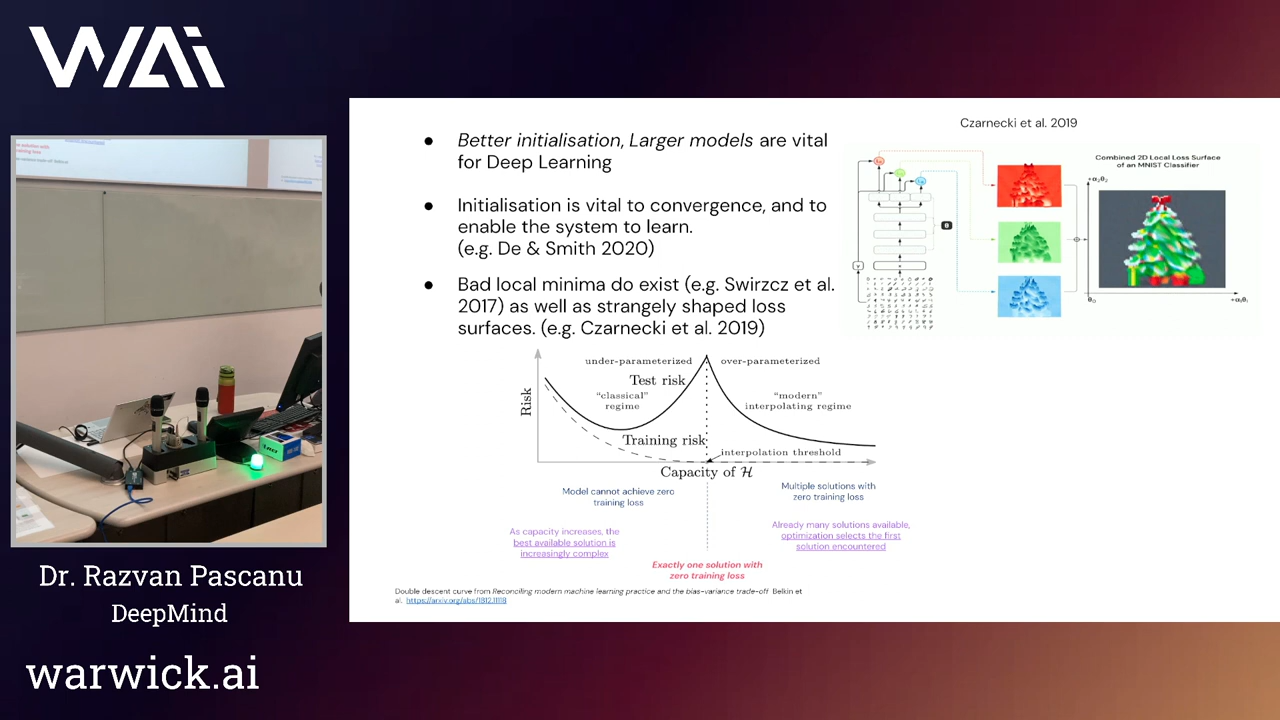 WAI
Better initialisation, Larger models are vital
for Deep Learning
Initialisation is vital to convergence, and to
enable the system to learn.
(e.g. De & Smith 2020)
Bad local minima do exist (e.g. Swirzcz et al.
2017) as well as strangely shaped loss
surfaces. (e.g. Czarnecki et al. 2019)
Czarnecki et al. 2019
Combined 2D Local Loss Surface
of an MNIST Classifier
under-parameterized
over-parameterized
Test risk
"classical"
regime
"modern"
interpolating regime
Risk
Training risk
interpolation threshold
Capacity of H
Model cannot achieve zero
training loss
Multiple solutions with
zero training loss
As capacity increases, the
best available solution is
increasingly complex
Already many solutions available,
optimization selects the first
solution encountered
Exactly one solution with
zero training loss
Double descent curve from Reconciling modern machine learning practice and the bias-variance trade-off Belkin et
al. https://arxiv.org/abs/1812.11118
Dr. Razvan Pascanu
DeepMind
warwick.ai